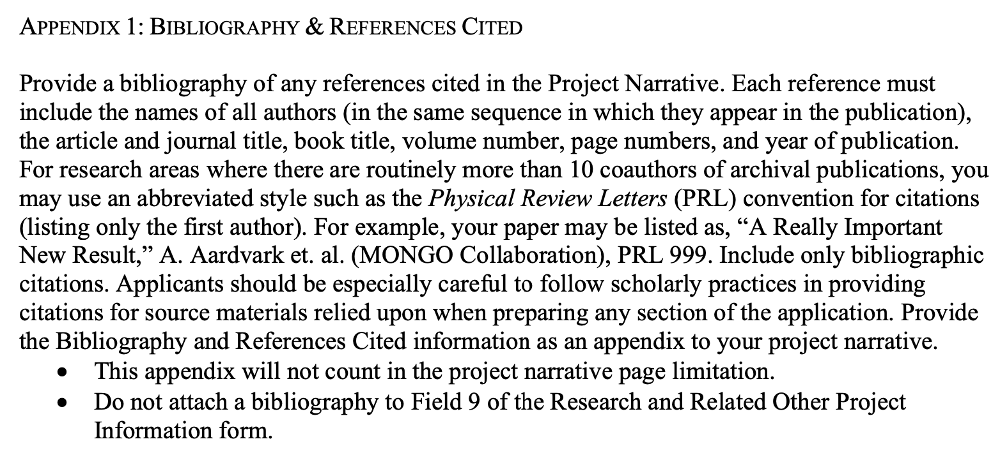 APPENDIX 1: BIBLIOGRAPHY & REFERENCES CITED
Provide a bibliography of any references cited in the Project Narrative. Each reference must
include the names of all authors (in the same sequence in which they appear in the publication),
the article and journal title, book title, volume number, page numbers, and year of publication.
For research areas where there are routinely more than 10 coauthors of archival publications, you
may use an abbreviated style such as the Physical Review Letters (PRL) convention for citations
(listing only the first author). For example, your paper may be listed as, “A Really Important
New Result,” A. Aardvark et. al. (MONGO Collaboration), PRL 999. Include only bibliographic
citations. Applicants should be especially careful to follow scholarly practices in providing
citations for source materials relied upon when preparing any section of the application. Provide
the Bibliography and References Cited information as an appendix to your project narrative.
• This appendix will not count in the project narrative page limitation.
• Do not attach a bibliography to Field 9 of the Research and Related Other Project
Information form.